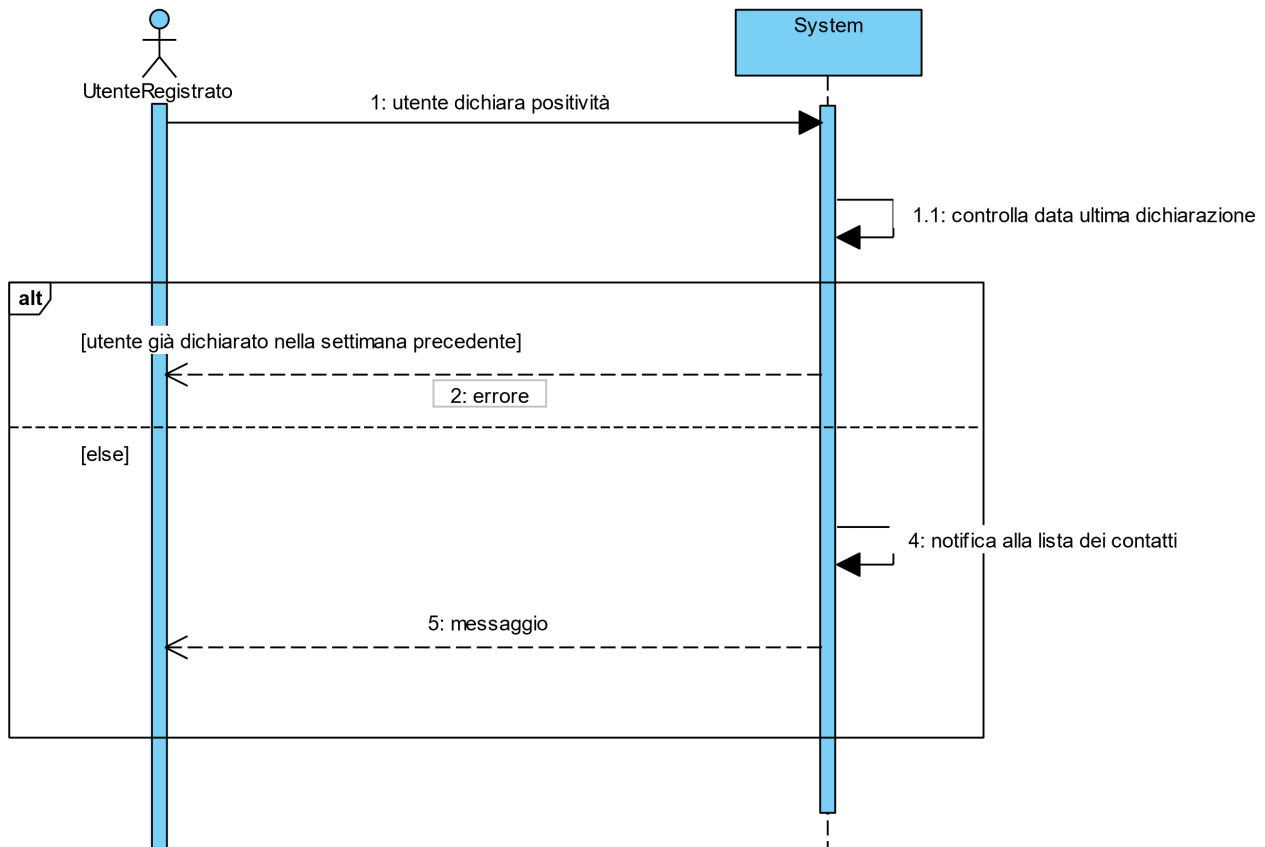 System
UtenteRegistrato
1: utente dichiara positività
1.1: controlla data ultima dichiarazione
alt
[utente già dichiarato nella settimana precedente]
2: errore
[else]
4: notifica alla lista dei contatti
5: messaggio